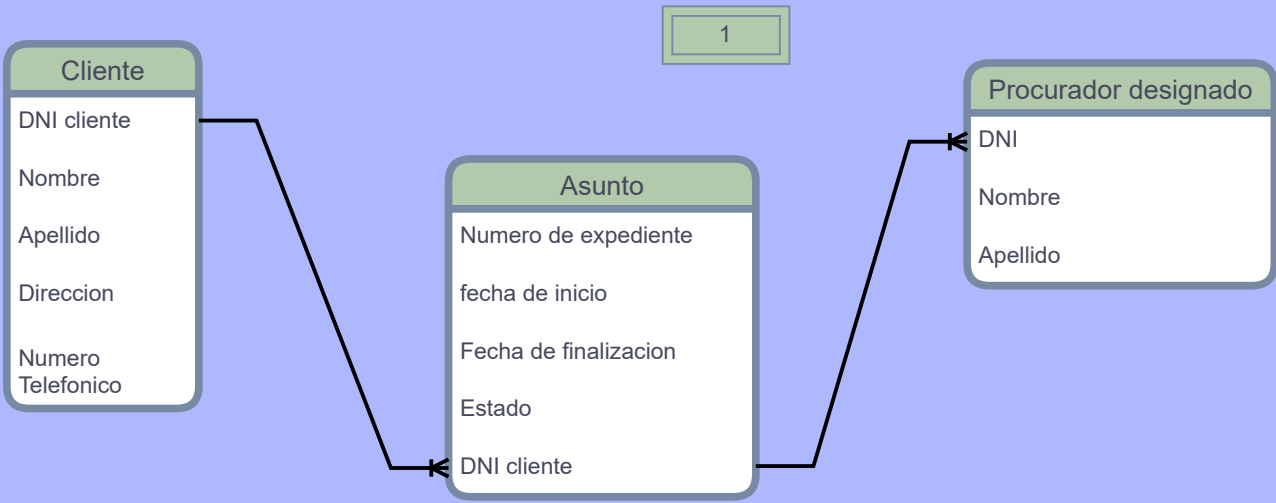 1
Cliente
DNI cliente
Nombre
Apellido
Direccion
Numero
Telefonico
Asunto
Numero de expediente
fecha de inicio
Fecha de finalizacion
Estado
DNI cliente
Procurador designado
DNI
Nombre
Apellido